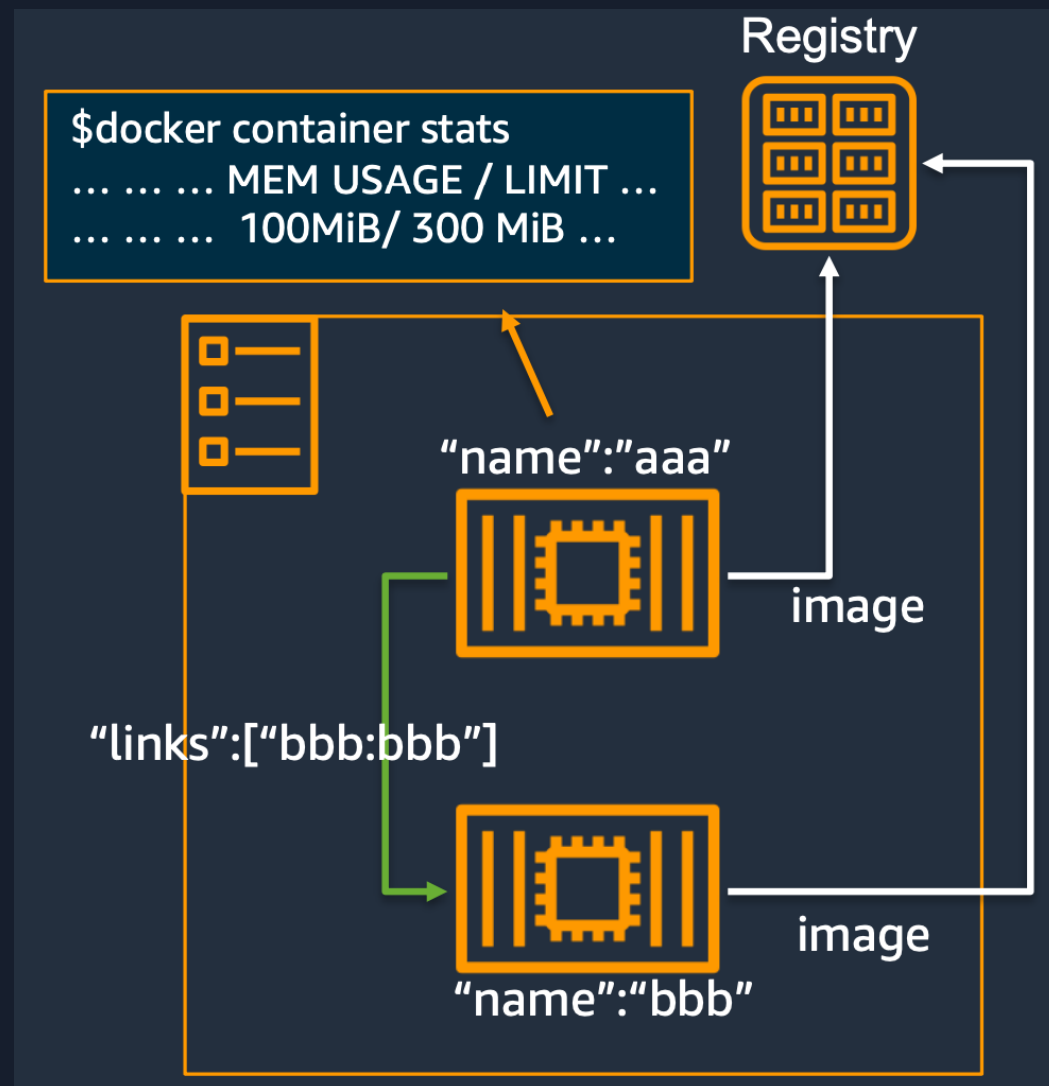 Registry
$docker container stats
... ... ... MEM USAGE / LIMIT ...
... ... ...  100MiB/ 300 MiB ...
“name”:”aaa”
image
“links”:[“bbb:bbb”]
image
“name”:“bbb”